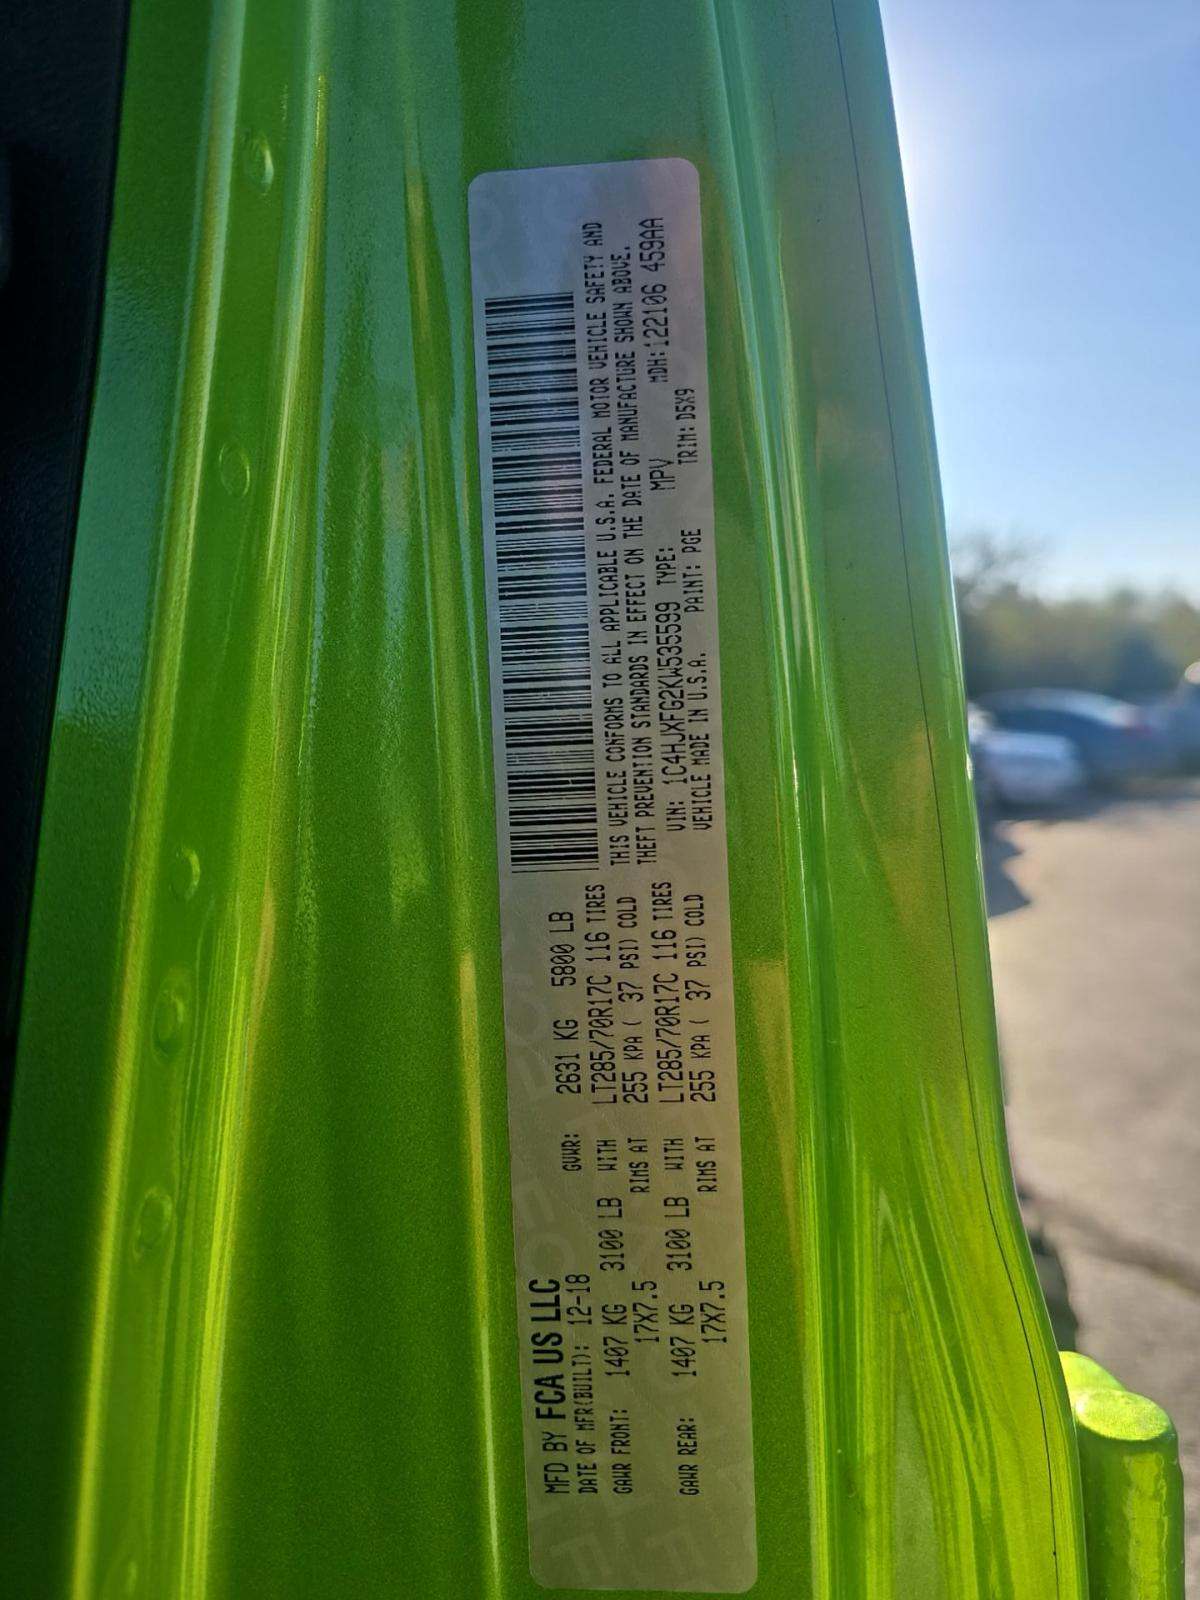 MFD BY FCA US LLC
DATE OF MFR(BUILT): 12-18 GVWR: 2631 KG 5800 LB
GAWR FRONT: 1407 KG 3100 LB WITH LT285/70R17C 116 TIRES
17X7.5 RIMS AT 255 KPA ( 37 PSI) COLD
GAWR REAR: 1407 KG 3100 LB WITH LT285/70R17C 116 TIRES
17X7.5 RIMS AT 255 KPA ( 37 PSI) COLD
THIS VEHICLE CONFORMS TO ALL APPLICABLE U.S.A. FEDERAL MOTOR VEHICLE SAFETY AND
THEFT PREVENTION STANDARDS IN EFFECT ON THE DATE OF MANUFACTURE SHOWN ABOVE.
VIN: 1C4HJXFG2KW535599 TYPE: MPV MDH:122106 459AA
VEHICLE MADE IN U.S.A. PAINT: PGE TRIM: D5X9